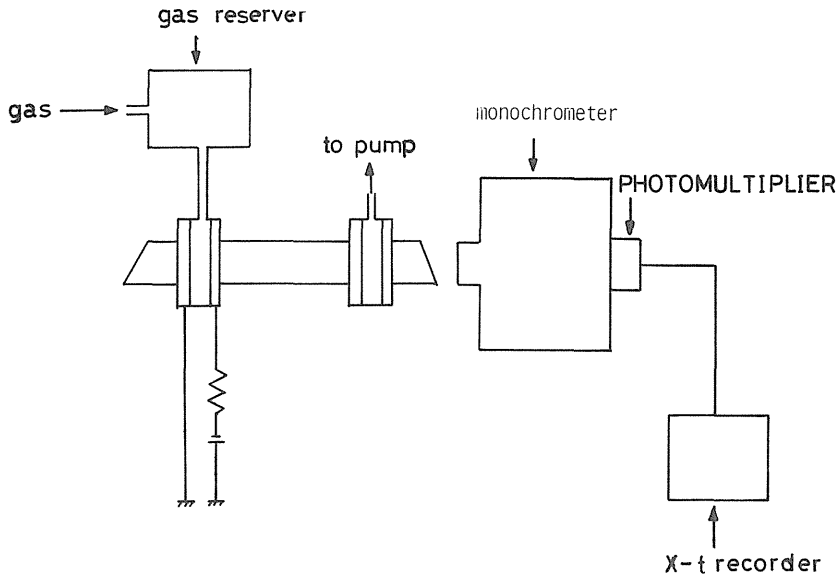 gas reserver
gas
monochrometer
to pump
PHOTOMULTIPLIER
X-t recorder